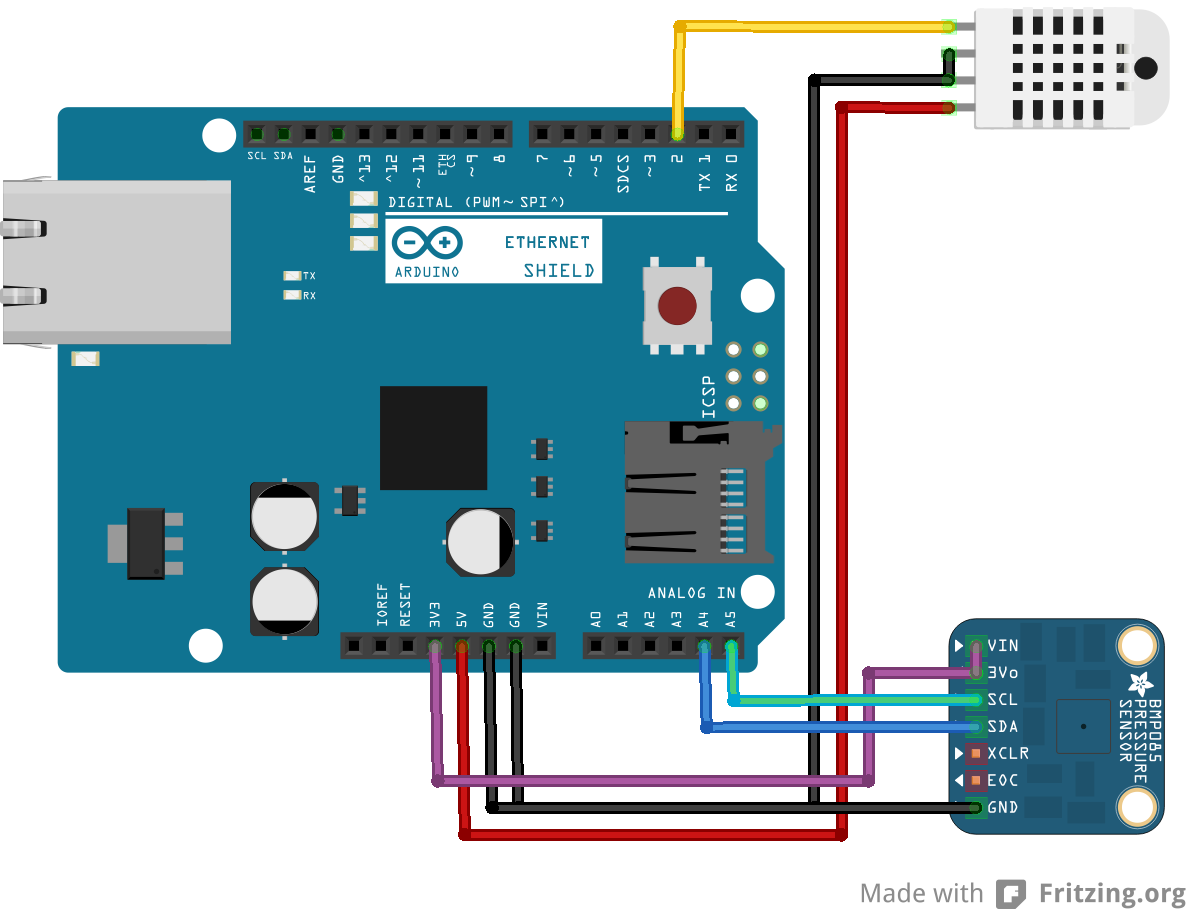 SCL
SDA
AREF
GND
^13
^12
~11
ETH CS
~9
8
7
~6
~5
SDCS
~3
2
TX 1
RX 0
DIGITAL (PWM~ SPI^)
ARDUINO
ETHERNET
SHIELD
TX
RX
ICSP
ANALOG IN
IOREF
RESET
3V3
5V
GND
GND
VIN
A0
A1
A2
A3
A4
A5
VIN
3Vo
SCL
SDA
XCLR
EOC
GND
BMP085
PRESSURE
SENSOR
Made with Fritzing.org